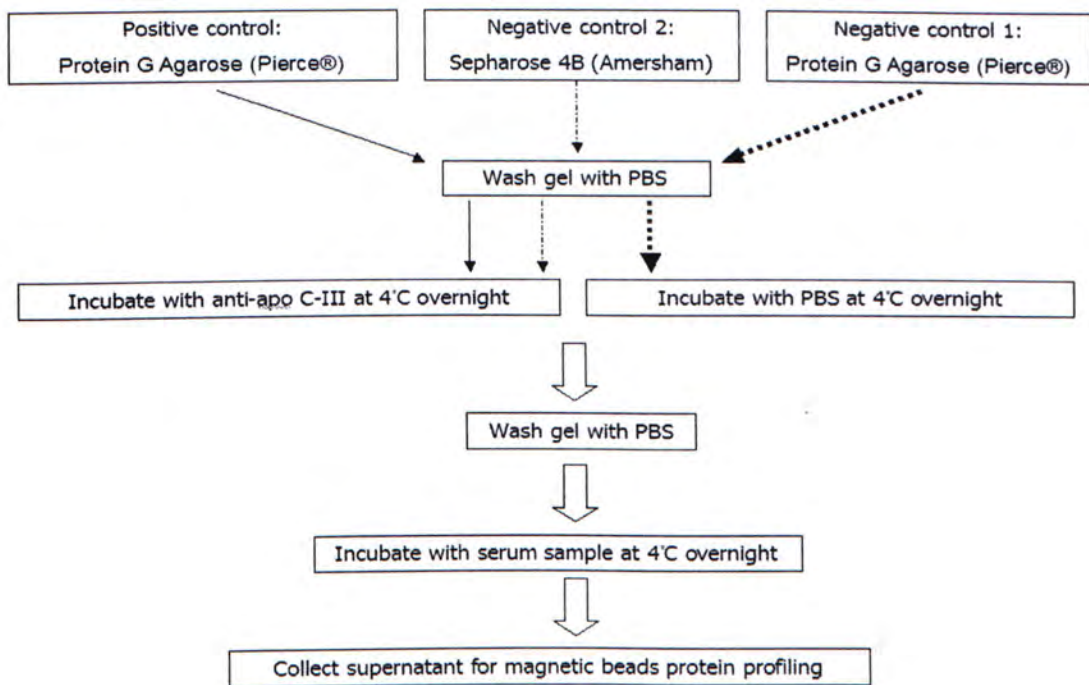 Positive control:
Protein G Agarose (Pierce®)
Negative control 2:
Sepharose 4B (Amersham)
Negative control 1:
Protein G Agarose (Pierce®)
Wash gel with PBS
Incubate with anti-apo C-III at 4℃ overnight
Incubate with PBS at 4℃ overnight
Wash gel with PBS
Incubate with serum sample at 4℃ overnight
Collect supernatant for magnetic beads protein profiling